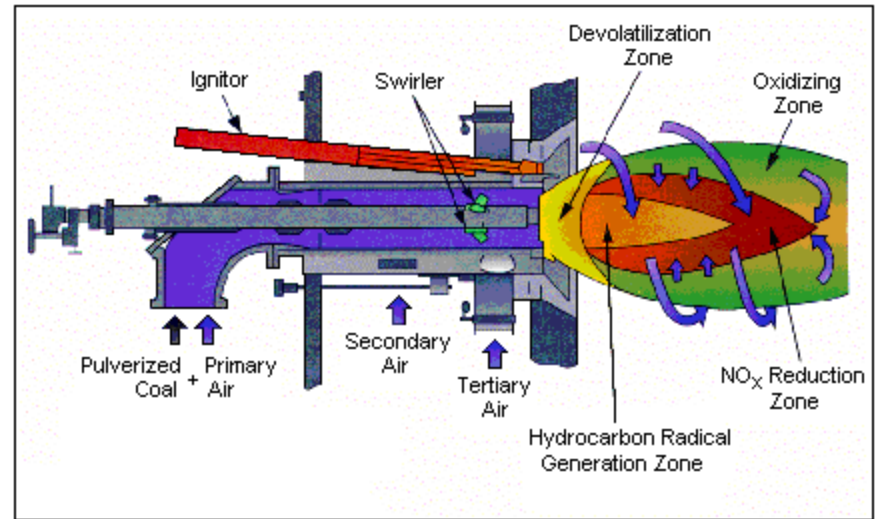 Devolatilization
Zone
Ignitor
Swirler
Oxidizing
Zone
Pulverized
Coal
+
Primary
Air
Secondary
Air
Tertiary
Air
NOX Reduction
Zone
Hydrocarbon Radical
Generation Zone